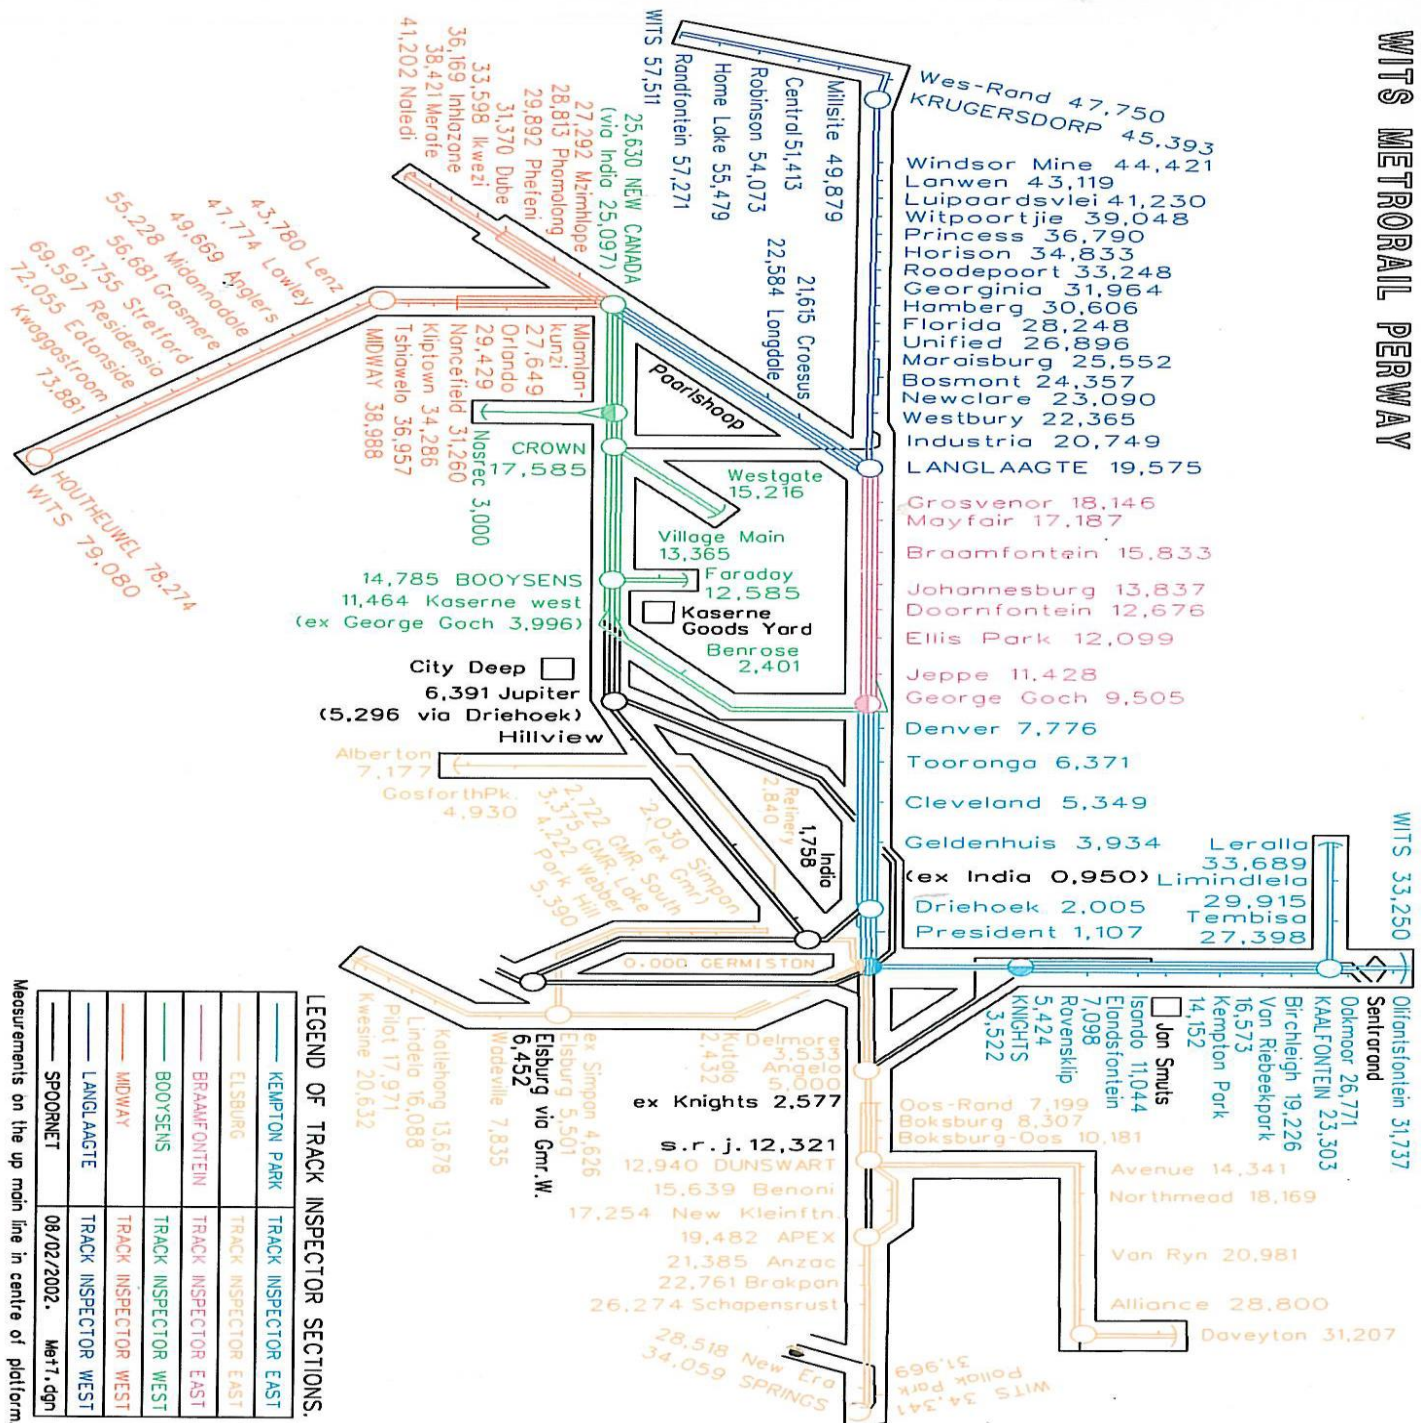 WITS METRORAIL PERWAY
Wes-Rand 47,750
KRUGERSDORP 45,393
Windsor Mine 44,421
Lanwen 43,119
Luipaardsvlei 41,230
Witpoortjie 39,048
Princess 36,790
Horison 34,833
Roodepoort 33,248
Georginia 31,964
Hamberg 30,606
Florida 28,248
Unified 26,896
Maraisburg 25,552
Bosmont 24,357
Newclare 23,090
Westbury 22,365
Industria 20,749
LANGLAAGTE 19,575
Grosvenor 18,146
Mayfair 17,187
Braamfontein 15,833
Johannesburg 13,837
Doornfontein 12,676
Ellis Park 12,099
Jeppe 11,428
George Goch 9,505
Denver 7,776
Tooronga 6,371
Cleveland 5,349
Geldenhuis 3,934
(ex India 0,950)
Driehoek 2,005
President 1,107
Leralla
33,689
Limindlela
29,915
Tembisa
27,398
WITS 33,250
Olifantsfontein 31,737
Sentrarand
Oakmoor 26,771
KAALFONTEIN 23,303
Birchleigh 19,226
Van Riebeekpark
16,573
Kempton Park
14,152
Jan Smuts
Isando 11,044
Elandsfontein
7,098
Ravensklip
5,424
KNIGHTS
3,522
WITS 57,511
Randfontein 57,271
Home Lake 55,479
Robinson 54,073
Central 51,413
Millsite 49,879
21,615 Croesus
22,584 Longdale
25,630 NEW CANADA
(via India 25,097)
27,292 Mzimhlope
28,813 Phomolong
29,892 Phefeni
31,370 Dube
33,598 Ikwezi
36,169 Inhlazane
38,421 Merafe
41,202 Naledi
Mlamlan-
kunzi
27,649
Orlando
29,429
Nancefield 31,260
Kliptown 34,286
Tshiawelo 36,957
MIDWAY 38,988
43,780 Lenz
47,774 Lawley
49,669 Anglers
55,228 Midannadale
56,681 Grasmere
61,755 Stretford
69,597 Residensia
72,055 Eatonside
Kwaggastroom
73,881
HOUTHEUWEL 78,274
WITS 79,080
Paarlshoop
Nasrec 3,000
CROWN
17,585
Westgate
15,216
Village Main
13,365
Faraday
12,585
14,785 BOOYSENS
11,464 Kaserne west
(ex George Goch 3,996)
Kaserne
Goods Yard
Benrose
2,401
City Deep
6,391 Jupiter
(5,296 via Driehoek)
Hillview
Alberton
7,177
GosforthPk.
4,930
Refinery
2,840
India
1,758
2,030 Simpan
(ex Gmr)
2,722 GMR. South
3,375 GMR. Lake
4,222 Webber
Park Hill
5,390
0.000 GERMISTON
Delmore
3,533
Angelo
5,000
Kutalo
2,432
ex Knights 2,577
ex Simpan 4,626
Elsburg 5,501
Elsburg via Gmr.W.
6,452
Wadeville 7,835
Katlehong 13,678
Lindela 16,088
Pilot 17,971
Kwesine 20,632
Oos-Rand 7,199
Boksburg 8,307
Boksburg-Oos 10,181
s.r.j. 12,321
12,940 DUNSWART
15,639 Benoni
17,254 New Kleinftn.
19,482 APEX
21,385 Anzac
22,761 Brakpan
26,274 Schapensrust
28,518 New Era
34,059 SPRINGS
Pollak Park
31,969
WITS 34,341
Avenue 14,341
Northmead 18,169
Van Ryn 20,981
Alliance 28,800
Daveyton 31,207
LEGEND OF TRACK INSPECTOR SECTIONS.
KEMPTON PARK TRACK INSPECTOR EAST
ELSBURG TRACK INSPECTOR EAST
BRAAMFONTEIN TRACK INSPECTOR EAST
BOOYSENS TRACK INSPECTOR WEST
MIDWAY TRACK INSPECTOR WEST
LANGLAAGTE TRACK INSPECTOR WEST
SPOORNET 08/02/2002. Met7.dgn
Measurements on the up main line in centre of platform